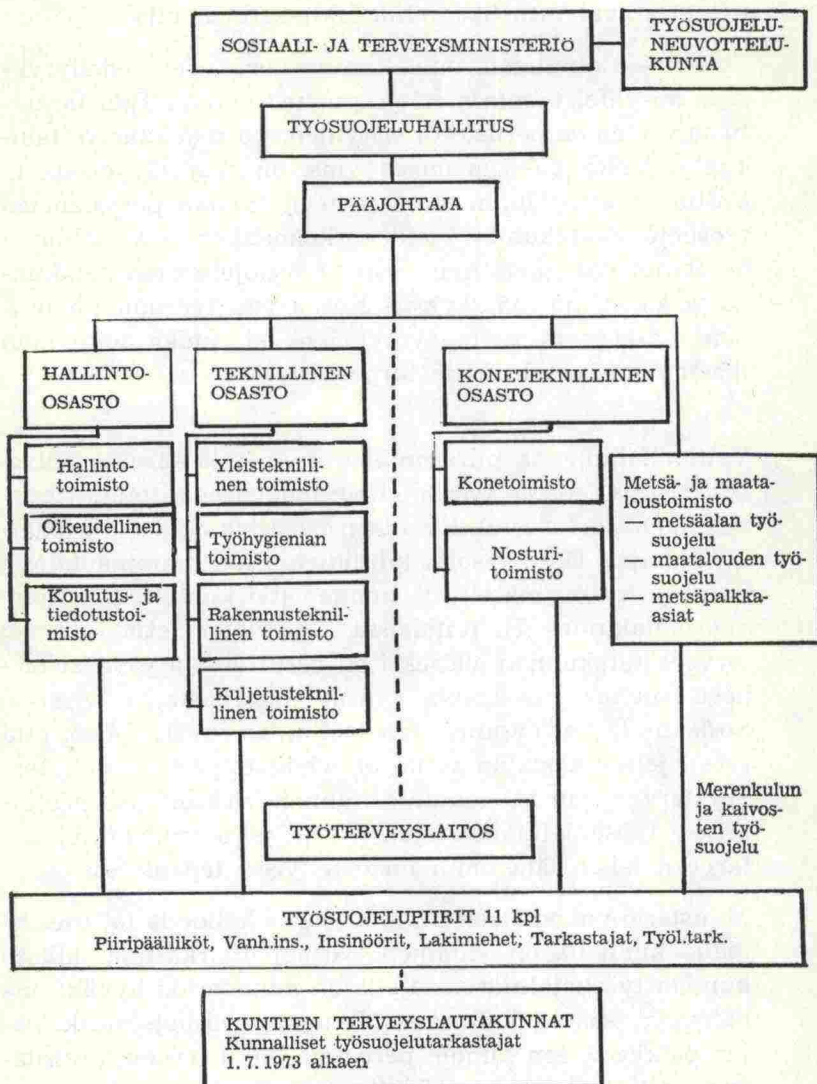 SOSIAALI- JA TERVEYSMINISTERIÖ
TYÖSUOJELU-
NEUVOTTELU-
KUNTA
TYÖSUOJELUHALLITUS
PÄÄJOHTAJA
HALLINTO-
OSASTO
Hallinto-
toimisto
Oikeudellinen
toimisto
Koulutus- ja
tiedotustoi-
misto
TEKNILLINEN
OSASTO
Yleisteknilli-
nen toimisto
Työhygienian
toimisto
Rakennusteknil-
linen toimisto
Kuljetusteknil-
linen toimisto
KONETEKNILLINEN
OSASTO
Konetoimisto
Nosturi-
toimisto
Metsä- ja maata-
loustoimisto
— metsäalan työ-
suojelu
— maatalouden työ-
suojelu
— metsäpalkka-
asiat
Merenkulun
ja kaivos-
ten työ-
suojelu
TYÖTERVEYSLAITOS
TYÖSUOJELUPIIRIT 11 kpl
Piiripäälliköt, Vanh.ins., Insinöörit, Lakimiehet; Tarkastajat, Työl.tark.
KUNTIEN TERVEYSLAUTAKUNNAT
Kunnalliset työsuojelutarkastajat
1.7.1973 alkaen